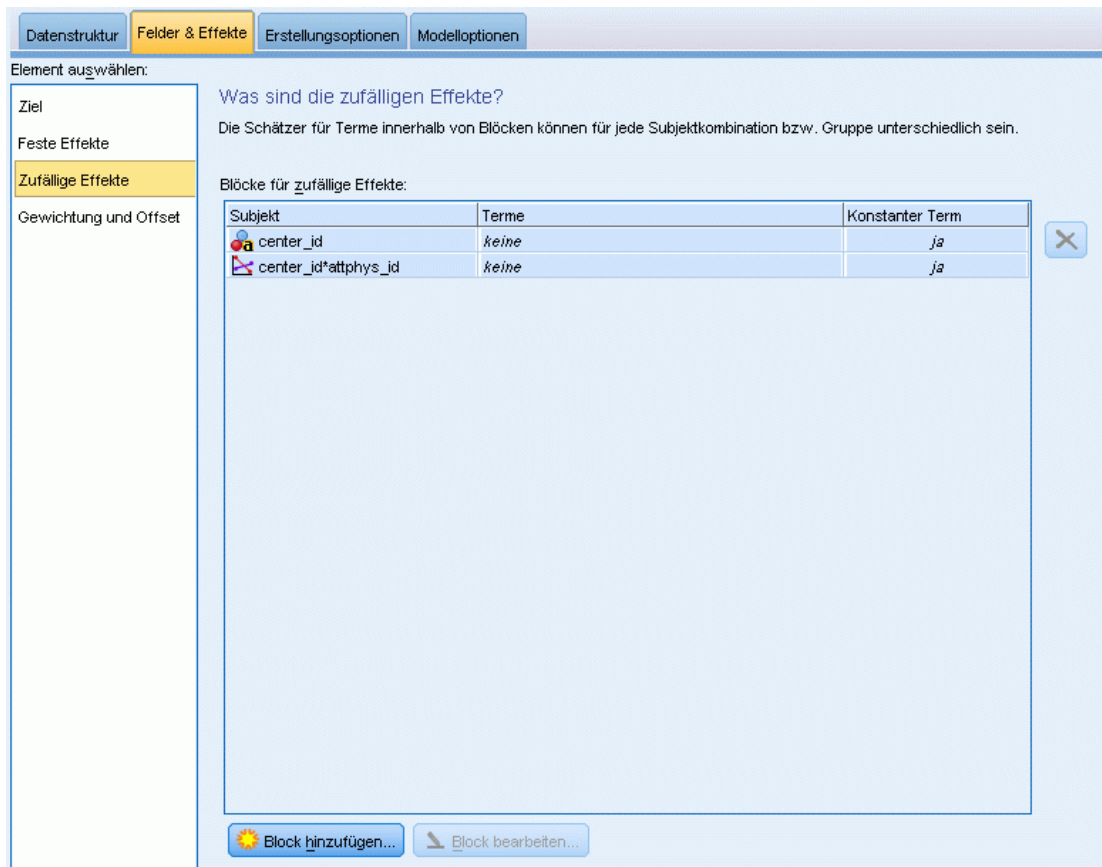 Datenstruktur Felder & Effekte Erstellungsoptionen Modelloptionen
Element auswählen:
Ziel
Feste Effekte
Zufällige Effekte
Gewichtung und Offset
Was sind die zufälligen Effekte?
Die Schätzer für Terme innerhalb von Blöcken können für jede Subjektkombination bzw. Gruppe unterschiedlich sein.
Blöcke für zufällige Effekte:
Subjekt Terme Konstanter Term
center_id keine ja
center_id*attphys_id keine ja
Block hinzufügen... Block bearbeiten...